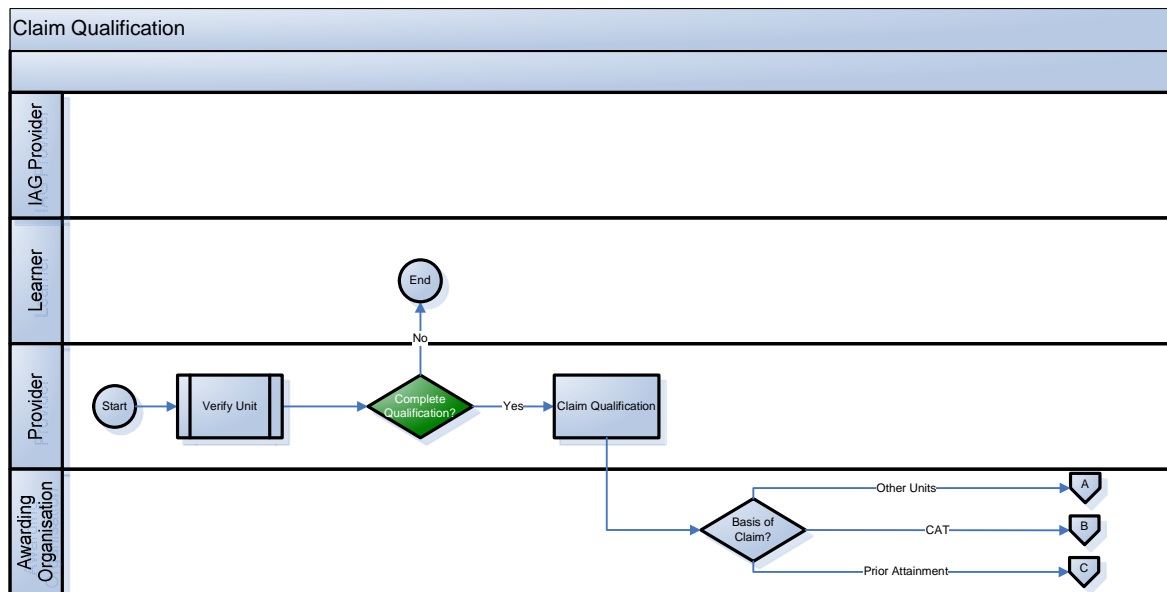 Claim Qualification
IAG Provider
Learner
End
No
Provider
Start
Verify Unit
Complete
Qualification?
Yes
Claim Qualification
Awarding
Organisation
Basis of
Claim?
Other Units
A
CAT
B
Prior Attainment
C